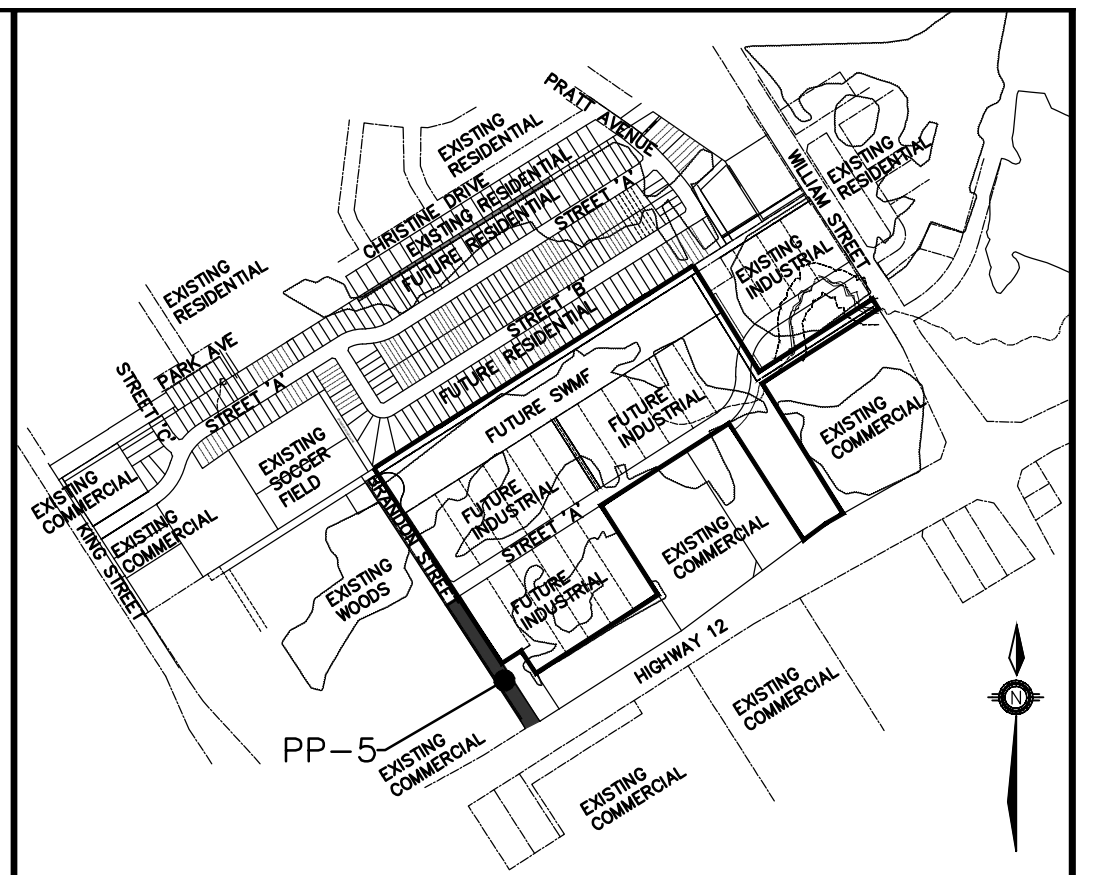 PRATT AVENUE
EXISTING
RESIDENTIAL
WILLIAM STREET
EXISTING
RESIDENTIAL
CHRISTINE DRIVE
EXISTING RESIDENTIAL
FUTURE RESIDENTIAL
STREET 'A'
EXISTING
RESIDENTIAL
EXISTING
INDUSTRIAL
PARK AVE
STREET 'B'
FUTURE RESIDENTIAL
STREET 'C'
STREET 'A'
FUTURE SWMF
FUTURE
INDUSTRIAL
EXISTING
COMMERCIAL
EXISTING
SOCCER
FIELD
EXISTING
COMMERCIAL
KING STREET
EXISTING
COMMERCIAL
BRANDON STREET
FUTURE
INDUSTRIAL
STREET 'A'
EXISTING
COMMERCIAL
EXISTING
WOODS
FUTURE
INDUSTRIAL
HIGHWAY 12
EXISTING
COMMERCIAL
N
PP-5
EXISTING
COMMERCIAL
EXISTING
COMMERCIAL